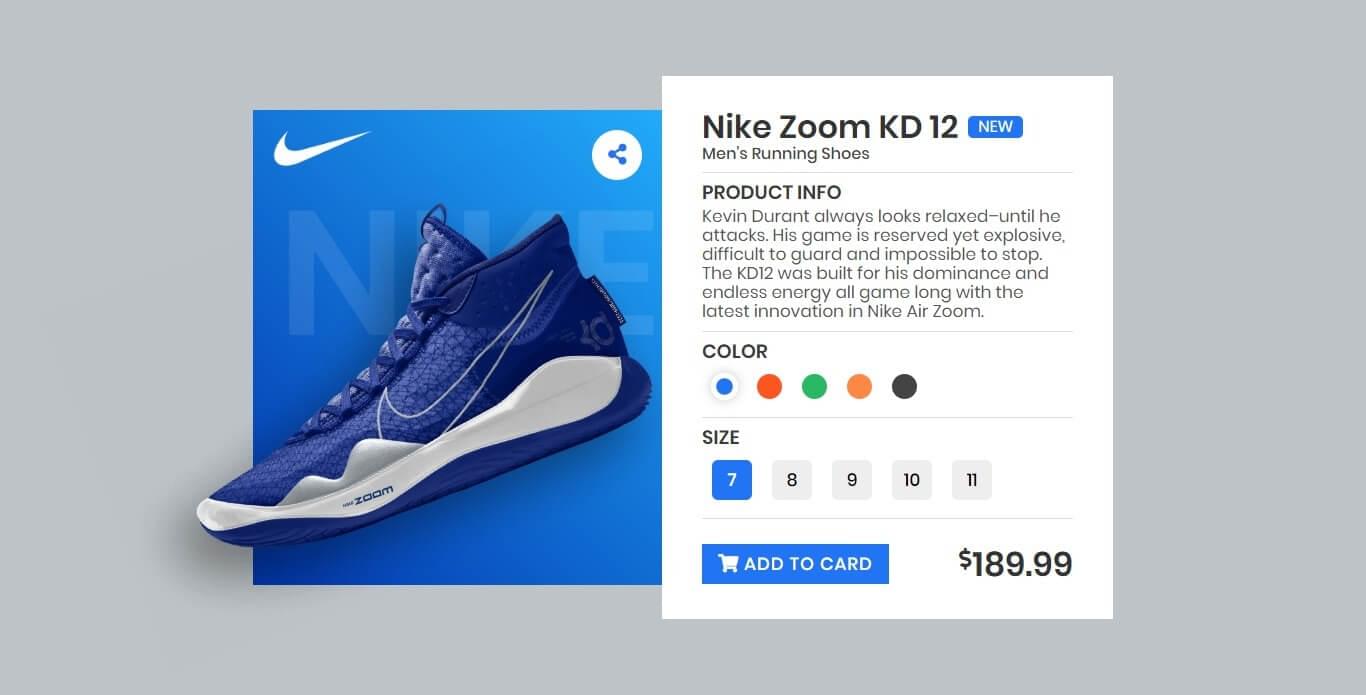 NIKE
NIKE ZOOM
Nike Zoom KD 12 NEW
Men's Running Shoes
PRODUCT INFO
Kevin Durant always looks relaxed–until he
attacks. His game is reserved yet explosive,
difficult to guard and impossible to stop.
The KD12 was built for his dominance and
endless energy all game long with the
latest innovation in Nike Air Zoom.
COLOR
SIZE
7 8 9 10 11
ADD TO CARD $189.99